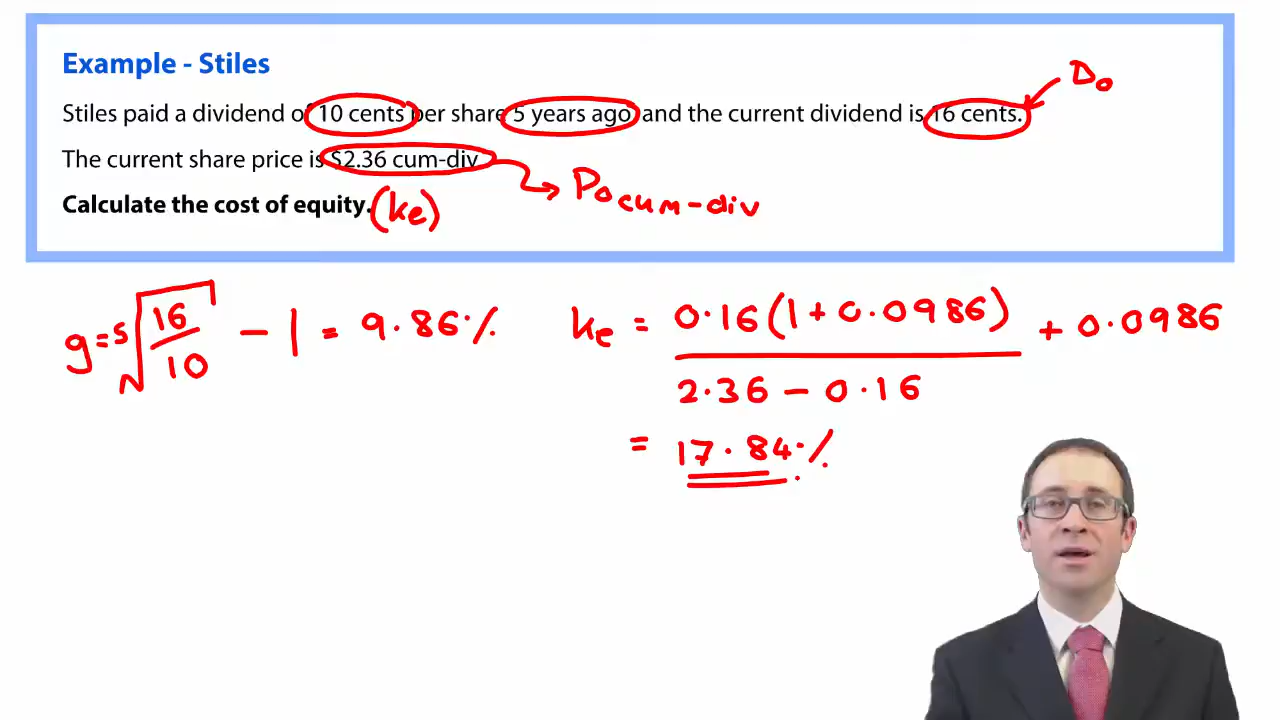 Example - Stiles
Stiles paid a dividend of 10 cents per share 5 years ago and the current dividend is 16 cents.
D₀
The current share price is $2.36 cum-div
P₀ cum-div
Calculate the cost of equity. (ke)
g = ⁵√(16/10) - 1 = 9.86%
ke = 0.16(1+0.0986) + 0.0986
2.36 - 0.16
= 17.84%